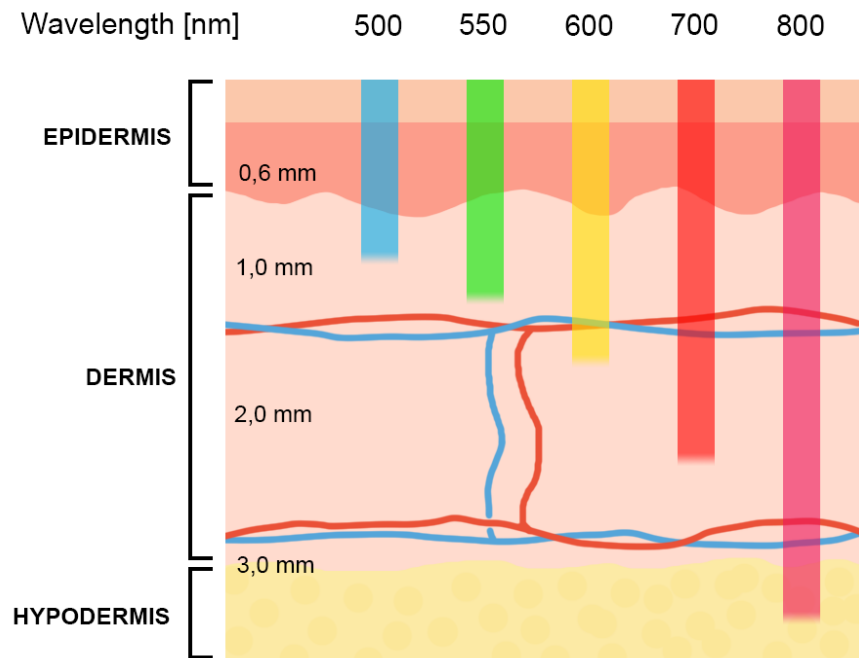 Wavelength [nm] 500 550 600 700 800
EPIDERMIS
0,6 mm
1,0 mm
DERMIS
2,0 mm
3,0 mm
HYPODERMIS